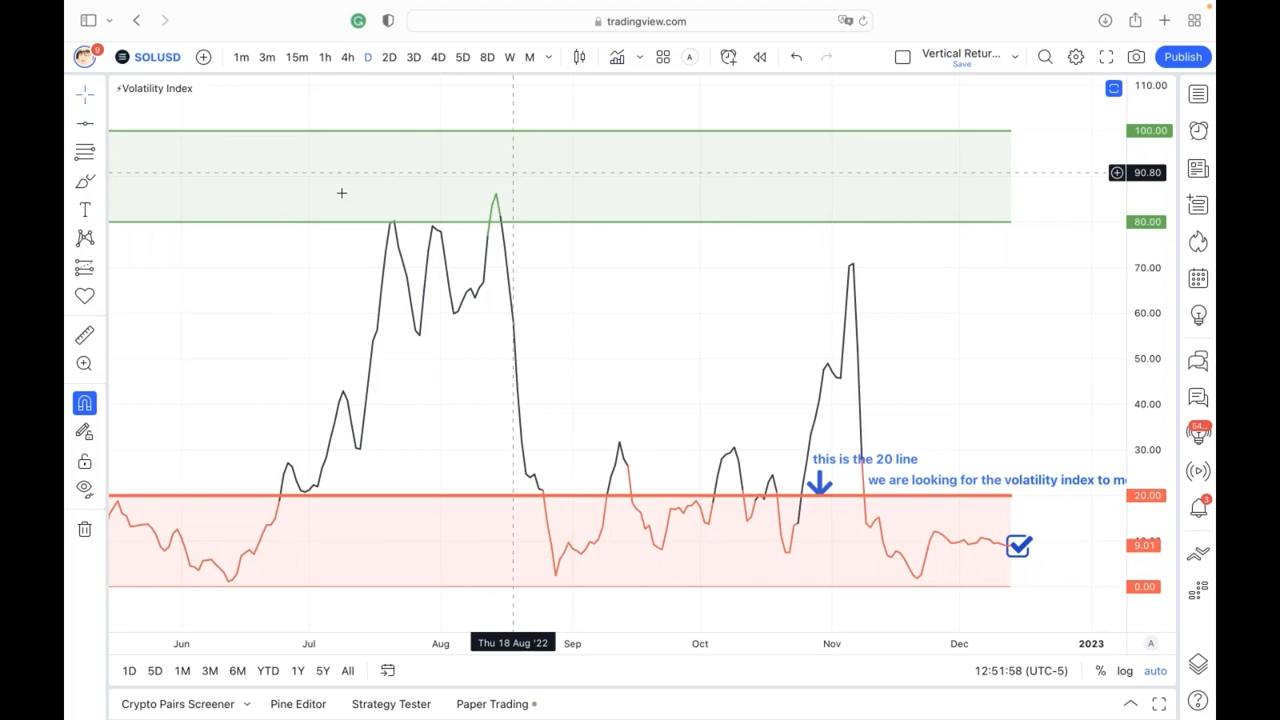 tradingview.com
9
SOLUSD
1m 3m 15m 1h 4h D 2D 3D 4D 5D 8D W M
A
Vertical Retur...
Save
Publish
⚡Volatility Index
110.00
100.00
90.80
80.00
70.00
60.00
50.00
40.00
30.00
this is the 20 line
we are looking for the volatility index to m
20.00
9.01
0.00
54...
3
Jun Jul Aug Thu 18 Aug '22 Sep Oct Nov Dec 2023 A
1D 5D 1M 3M 6M YTD 1Y 5Y All 12:51:58 (UTC-5) % log auto
Crypto Pairs Screener Pine Editor Strategy Tester Paper Trading